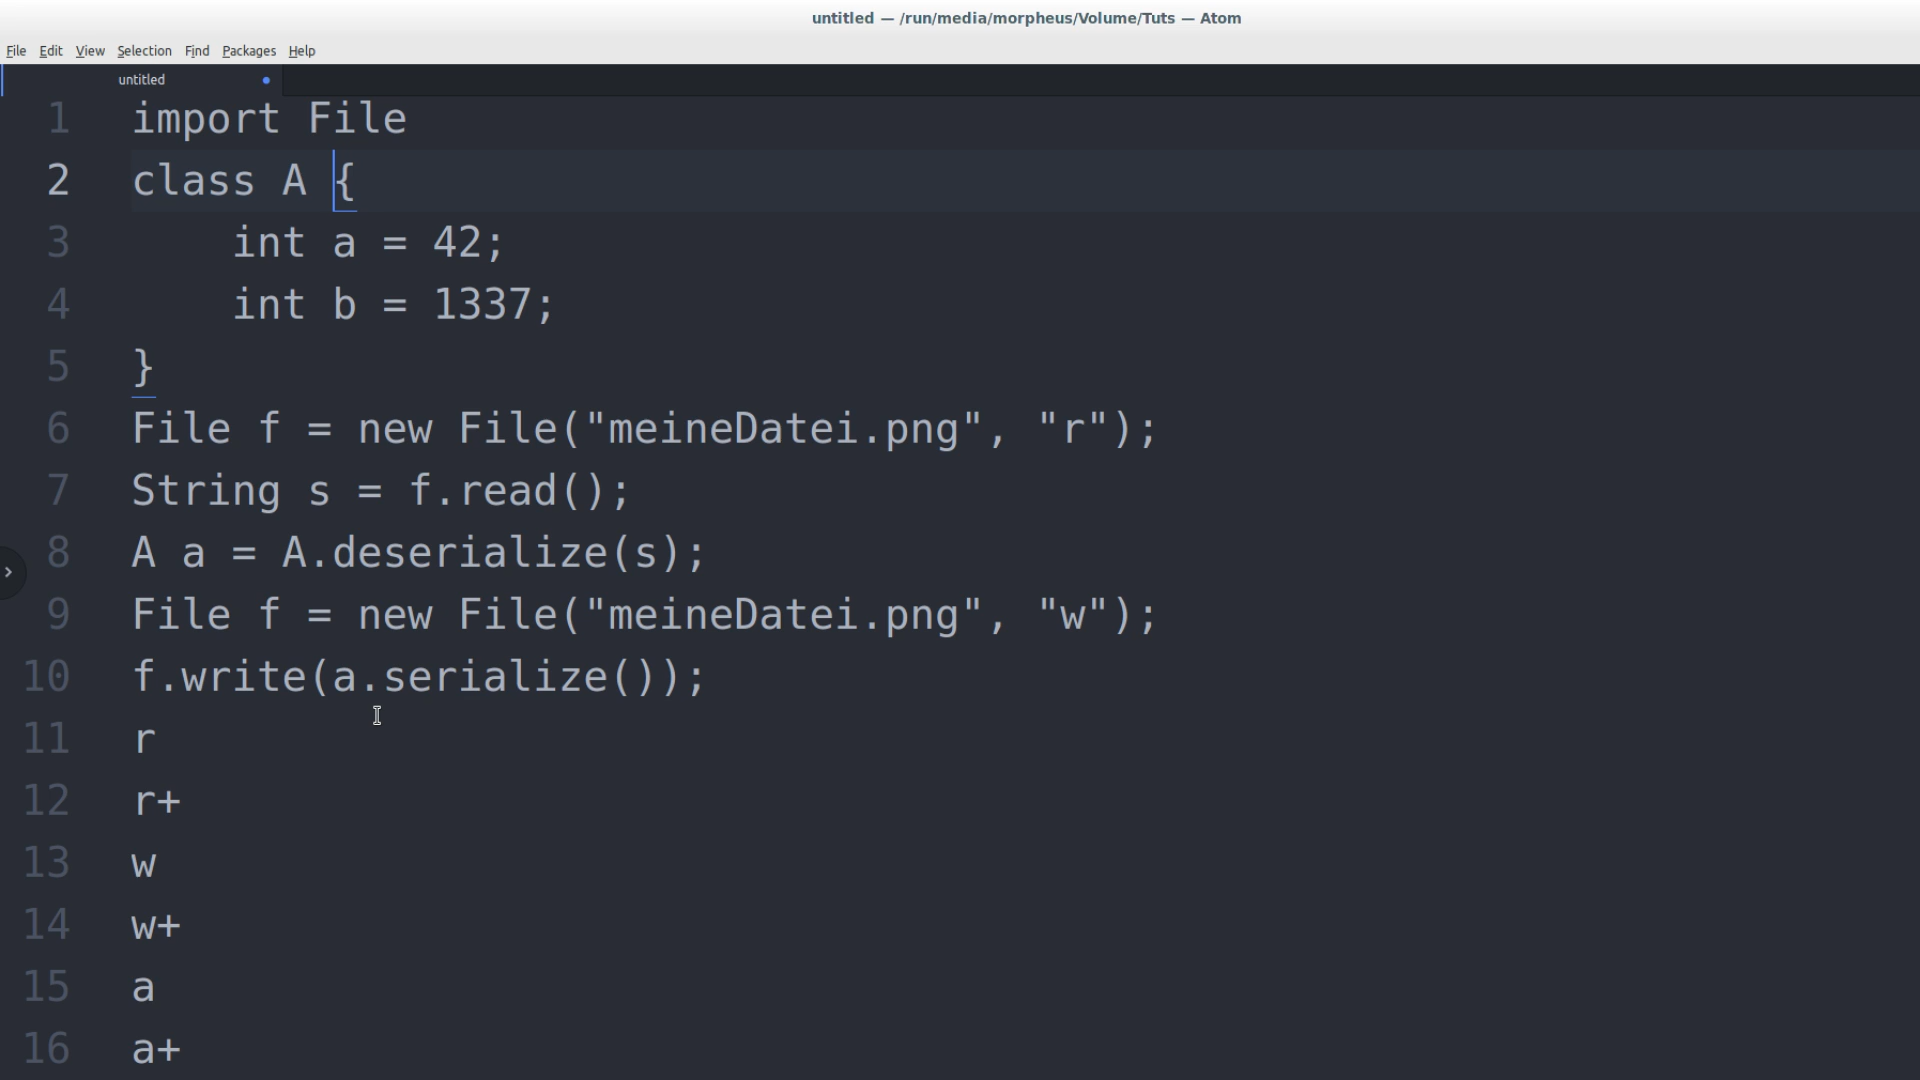 untitled — /run/media/morpheus/Volume/Tuts — Atom
File Edit View Selection Find Packages Help
untitled
1 import File
2 class A {
3     int a = 42;
4     int b = 1337;
5 }
6 File f = new File("meineDatei.png", "r");
7 String s = f.read();
8 A a = A.deserialize(s);
9 File f = new File("meineDatei.png", "w");
10 f.write(a.serialize());
11 r
12 r+
13 w
14 w+
15 a
16 a+